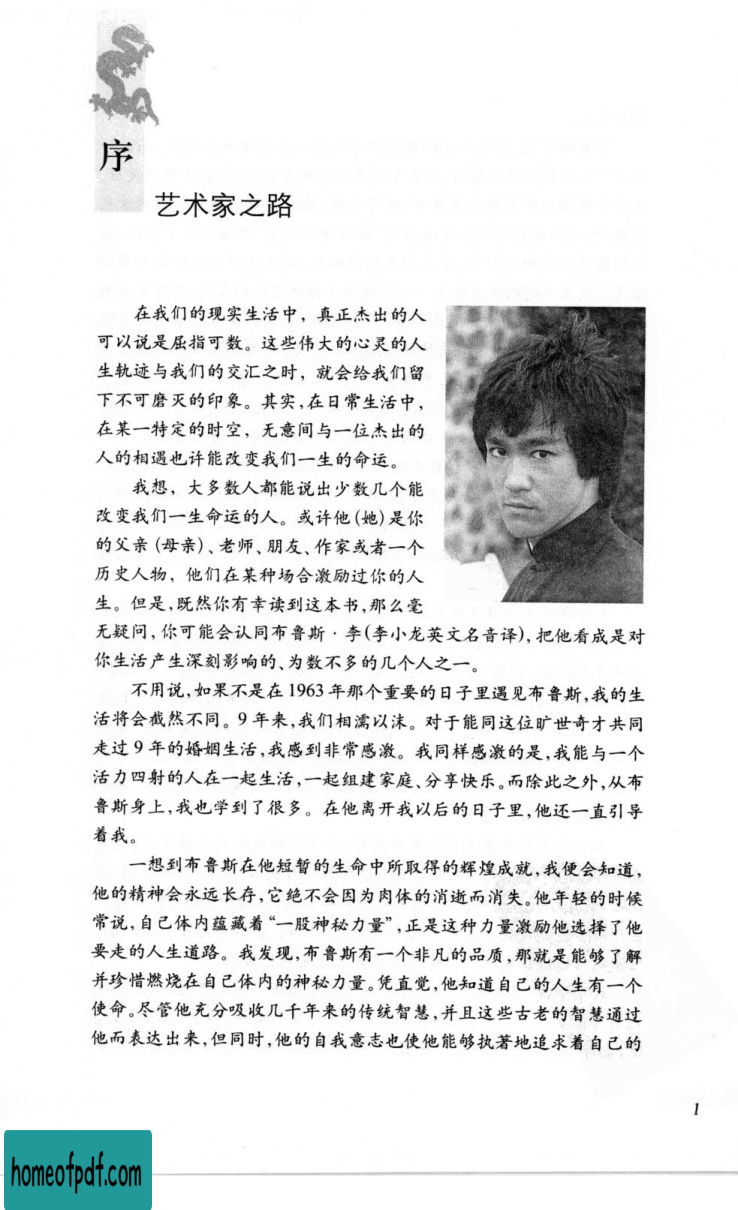 序
艺术家之路
在我们的现实生活中，真正杰出的人
可以说是屈指可数。这些伟大的心灵的人
生轨迹与我们的交汇之时，就会给我们留
下不可磨灭的印象。其实，在日常生活中，
在某一特定的时空，无意间与一位杰出的
人的相遇也许能改变我们一生的命运。
我想，大多数人都能说出少数几个能
改变我们一生命运的人。或许他（她）是你
的父亲（母亲）、老师、朋友、作家或者一个
历史人物，他们在某种场合激励过你的人
生。但是，既然你有幸读到这本书，那么毫
无疑问，你可能会认同布鲁斯·李（李小龙英文名音译），把他看成是对
你生活产生深刻影响的、为数不多的几个人之一。
不用说，如果不是在1963年那个重要的日子里遇见布鲁斯，我的生
活将会截然不同。9年来，我们相濡以沫。对于能同这位旷世奇才共同
走过9年的婚姻生活，我感到非常感激。我同样感激的是，我能与一个
活力四射的人在一起生活，一起组建家庭、分享快乐。而除此之外，从布
鲁斯身上，我也学到了很多。在他离开我以后的日子里，他还一直引导
着我。
一想到布鲁斯在他短暂的生命中所取得的辉煌成就，我便会知道，
他的精神会永远长存，它绝不会因为肉体的消逝而消失。他年轻的时候
常说，自己体内蕴藏着“一股神秘力量”，正是这种力量激励他选择了他
要走的人生道路。我发现，布鲁斯有一个非凡的品质，那就是能够了解
并珍惜燃烧在自己体内的神秘力量。凭直觉，他知道自己的人生有一个
使命。尽管他充分吸收几千年来的传统智慧，并且这些古老的智慧通过
他而表达出来，但同时，他的自我意志也使他能够执著地追求着自己的
1
homeofpdf.com